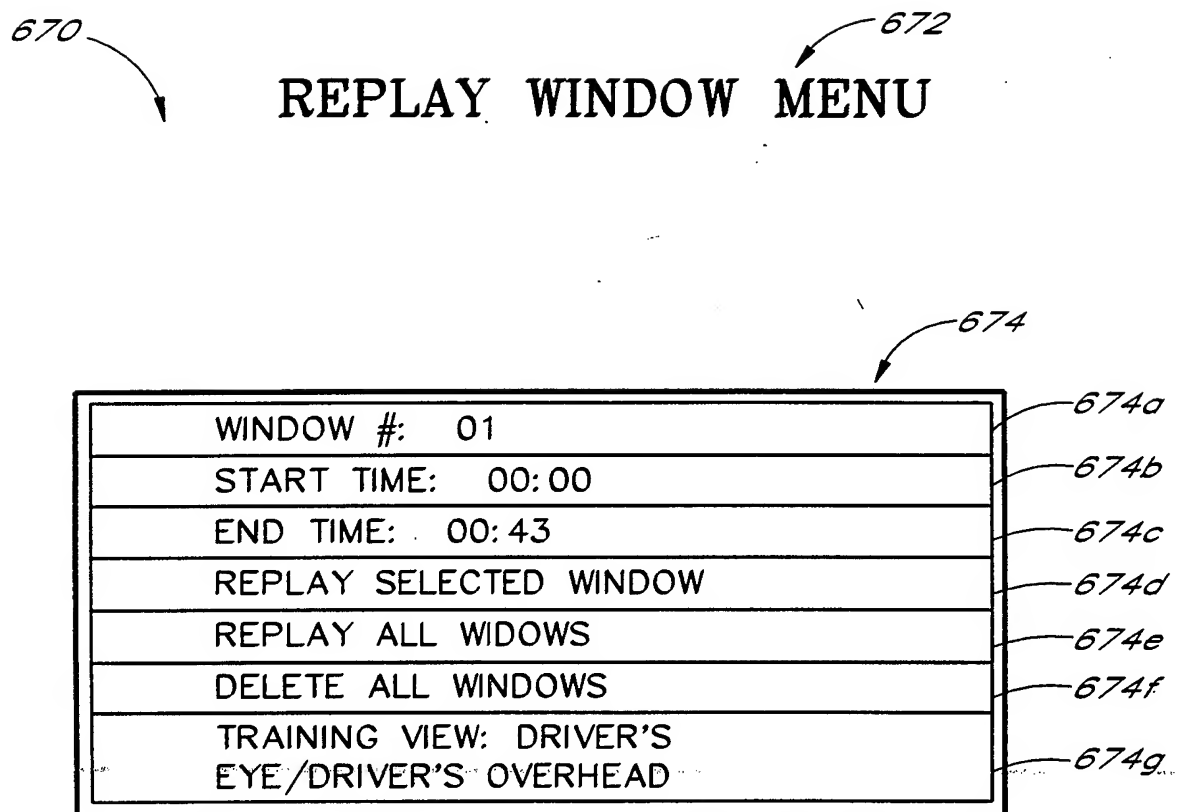 670
672
REPLAY WINDOW MENU
674
WINDOW #: 01
674a
START TIME: 00:00
674b
END TIME: 00:43
674c
REPLAY SELECTED WINDOW
674d
REPLAY ALL WIDOWS
674e
DELETE ALL WINDOWS
674f
TRAINING VIEW: DRIVER'S
EYE/DRIVER'S OVERHEAD
674g